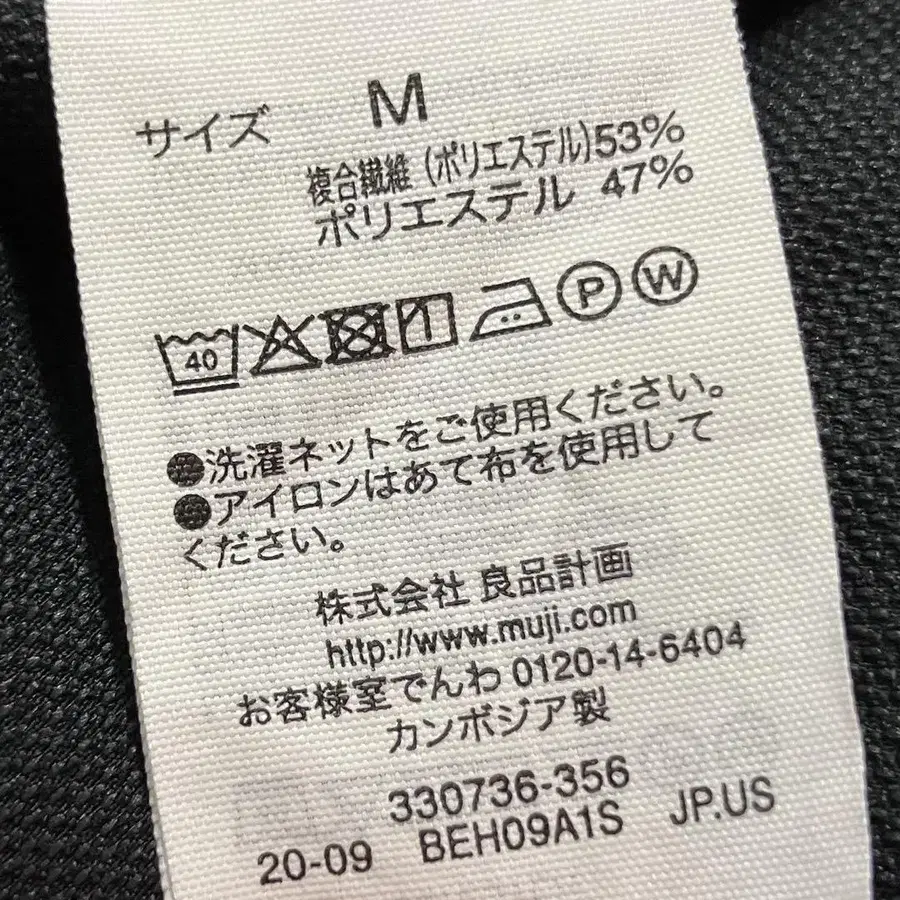 サイズ M
複合繊維 (ポリエステル)53%
ポリエステル 47%
40 P W
●洗濯ネットをご使用ください。
●アイロンはあて布を使用して
ください。
株式会社 良品計画
http://www.muji.com
お客様室でんわ 0120-14-6404
カンボジア製
330736-356
20-09 BEH09A1S JP.US